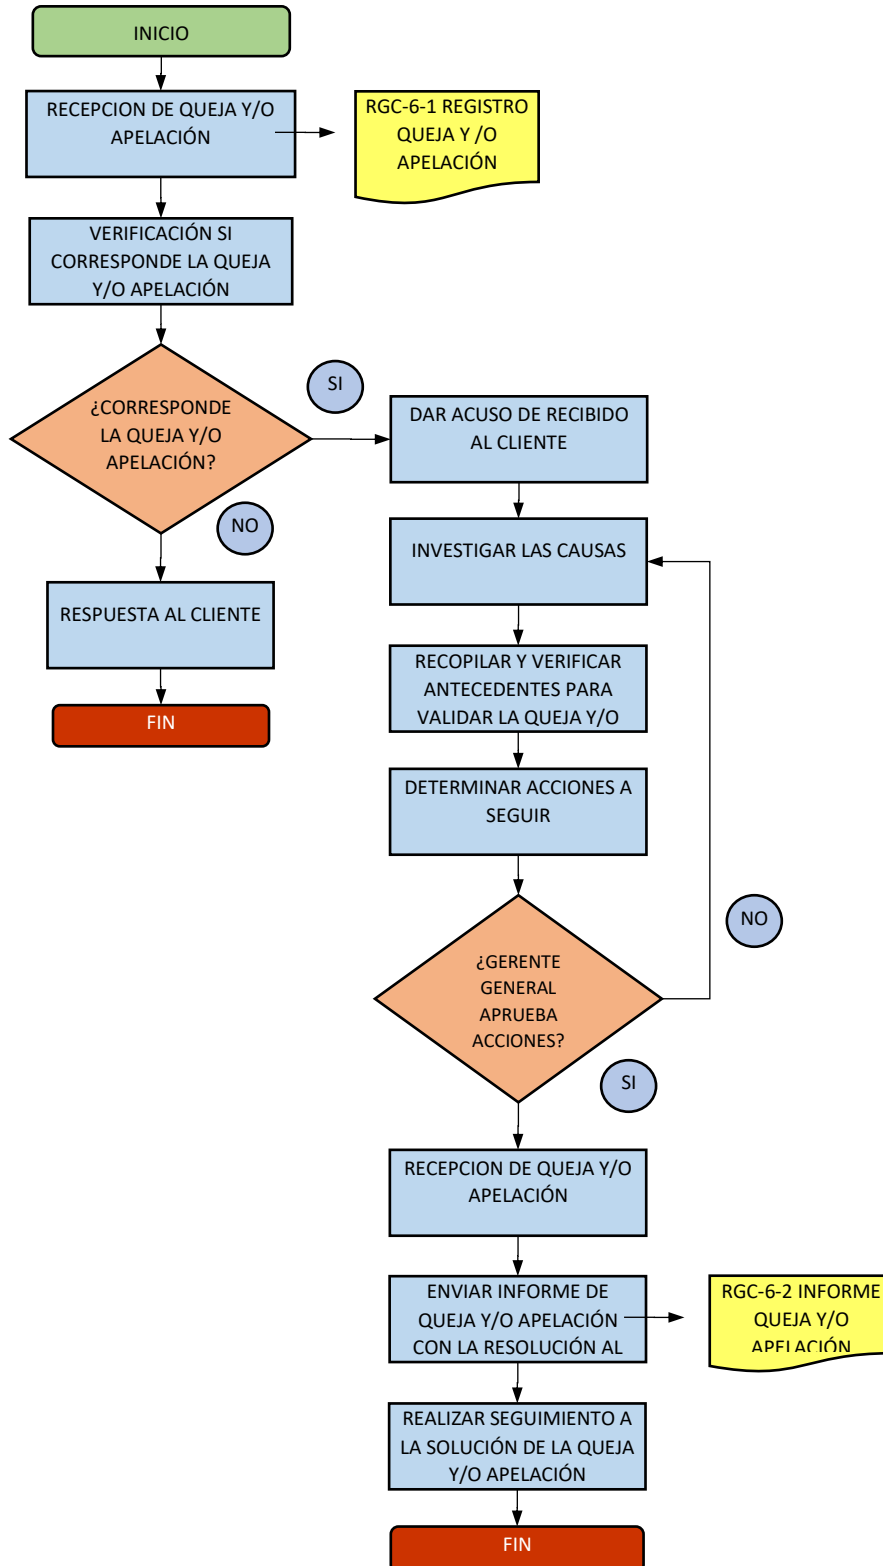 INICIO
RECEPCION DE QUEJA Y/O
APELACIÓN
RGC-6-1 REGISTRO
QUEJA Y /O
APELACIÓN
VERIFICACIÓN SI
CORRESPONDE LA QUEJA
Y/O APELACIÓN
¿CORRESPONDE
LA QUEJA Y/O
APELACIÓN?
SI
DAR ACUSO DE RECIBIDO
AL CLIENTE
NO
INVESTIGAR LAS CAUSAS
RESPUESTA AL CLIENTE
RECOPILAR Y VERIFICAR
ANTECEDENTES PARA
VALIDAR LA QUEJA Y/O
FIN
DETERMINAR ACCIONES A
SEGUIR
NO
¿GERENTE
GENERAL
APRUEBA
ACCIONES?
SI
RECEPCION DE QUEJA Y/O
APELACIÓN
ENVIAR INFORME DE
QUEJA Y/O APELACIÓN
CON LA RESOLUCIÓN AL
RGC-6-2 INFORME
QUEJA Y/O
APELACIÓN
REALIZAR SEGUIMIENTO A
LA SOLUCIÓN DE LA QUEJA
Y/O APELACIÓN
FIN